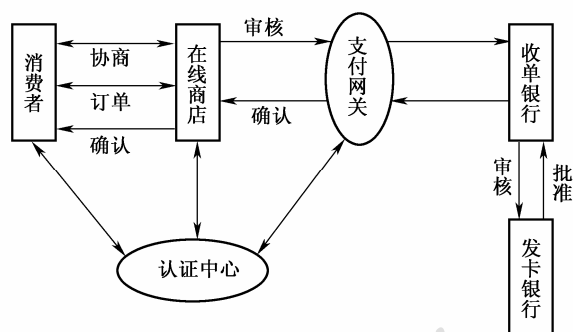 消费者
协商
订单
确认
在线商店
审核
确认
支付网关
收单银行
审核
批准
发卡银行
认证中心